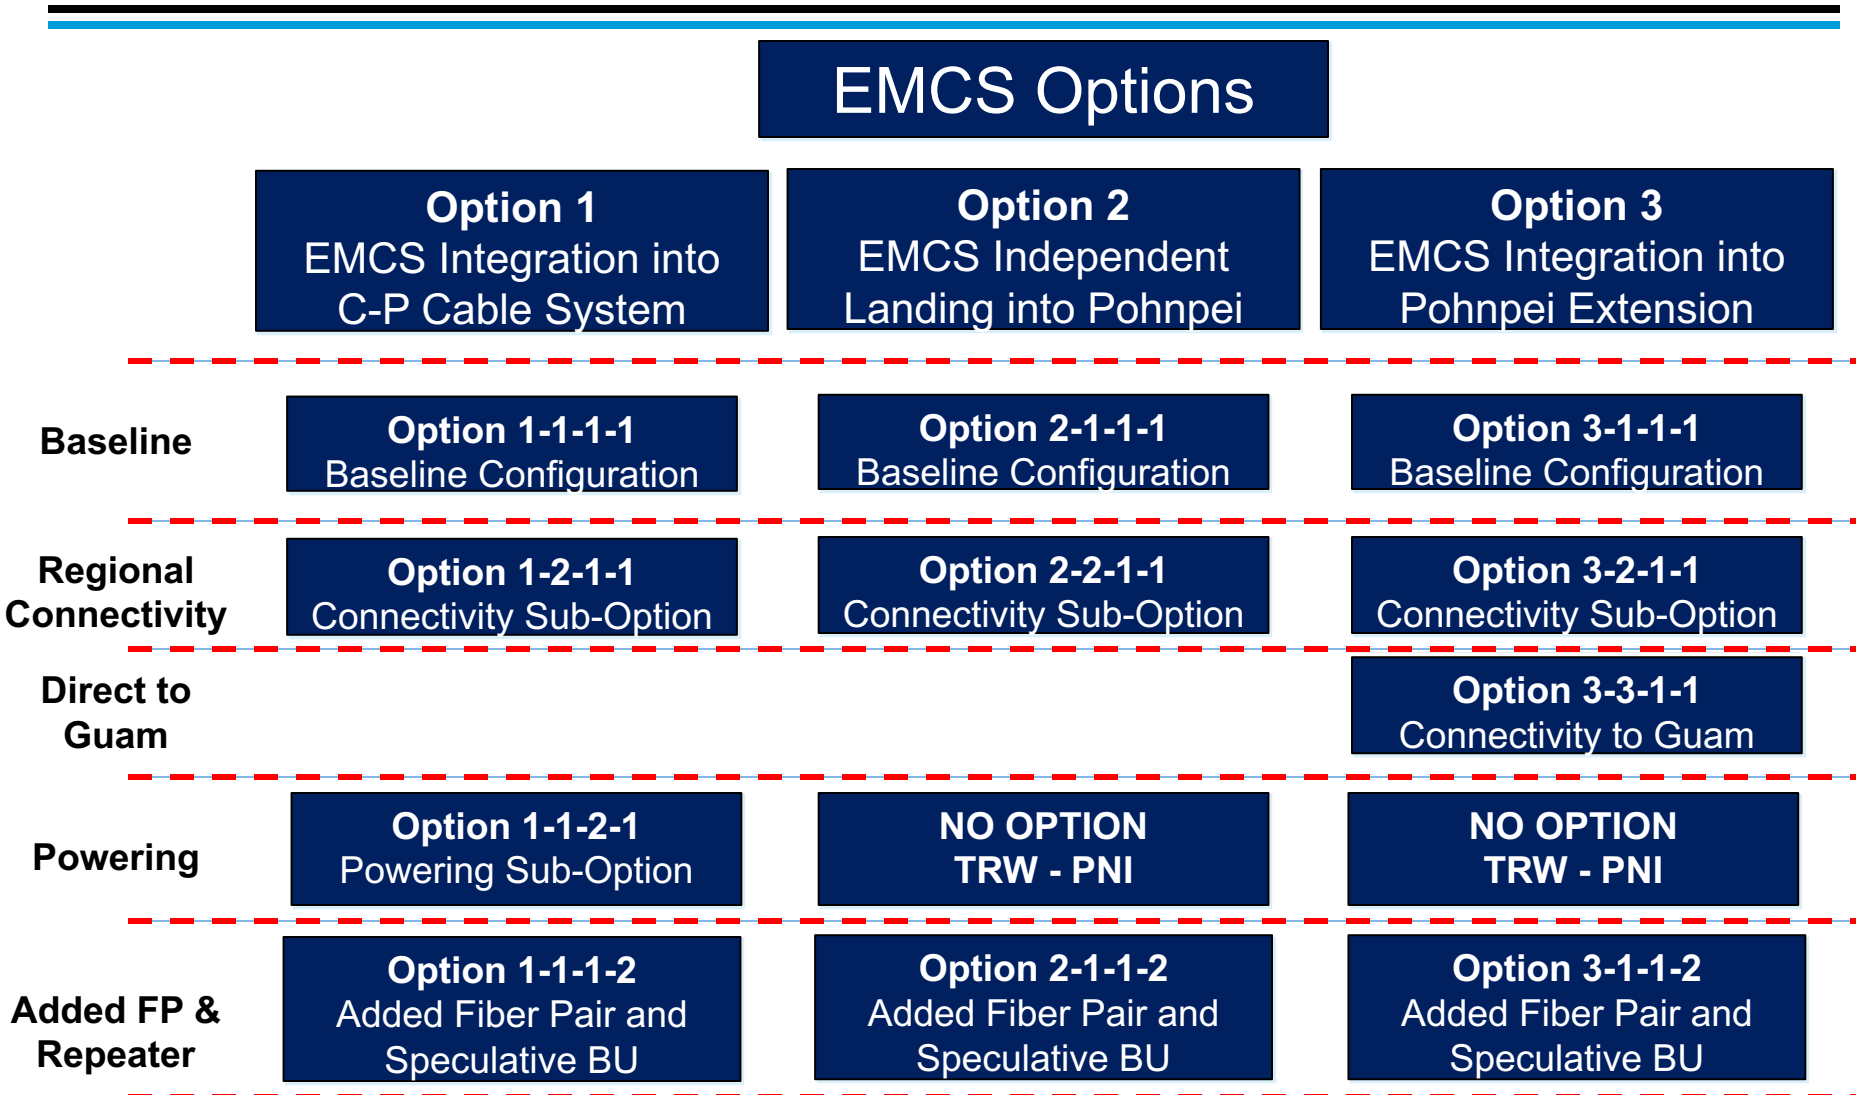 EMCS Options
Option 1
EMCS Integration into
C-P Cable System
Option 2
EMCS Independent
Landing into Pohnpei
Option 3
EMCS Integration into
Pohnpei Extension
Baseline
Option 1-1-1-1
Baseline Configuration
Option 2-1-1-1
Baseline Configuration
Option 3-1-1-1
Baseline Configuration
Regional
Connectivity
Option 1-2-1-1
Connectivity Sub-Option
Option 2-2-1-1
Connectivity Sub-Option
Option 3-2-1-1
Connectivity Sub-Option
Direct to
Guam
Option 3-3-1-1
Connectivity to Guam
Powering
Option 1-1-2-1
Powering Sub-Option
NO OPTION
TRW - PNI
NO OPTION
TRW - PNI
Added FP &
Repeater
Option 1-1-1-2
Added Fiber Pair and
Speculative BU
Option 2-1-1-2
Added Fiber Pair and
Speculative BU
Option 3-1-1-2
Added Fiber Pair and
Speculative BU